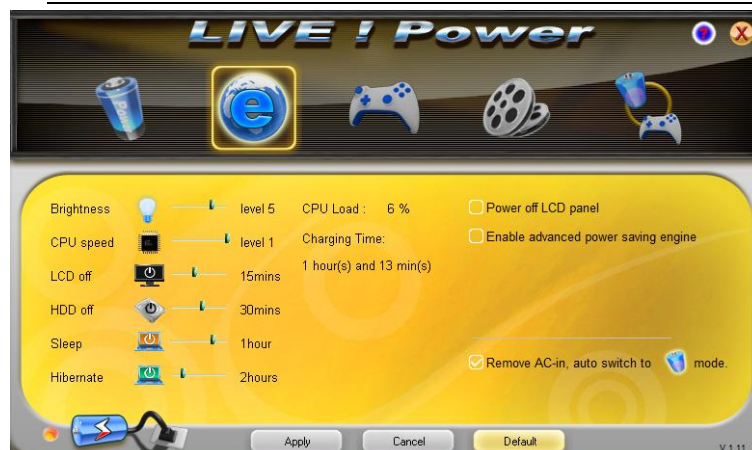 LIVE ! Power
Power
e
?
X
Brightness level 5
CPU speed level 1
LCD off 15mins
HDD off 30mins
Sleep 1hour
Hibernate 2hours
CPU Load : 6 %
Charging Time:
1 hour(s) and 13 min(s)
Power off LCD panel
Enable advanced power saving engine
Remove AC-in, auto switch to mode.
Apply
Cancel
Default
V 1.11